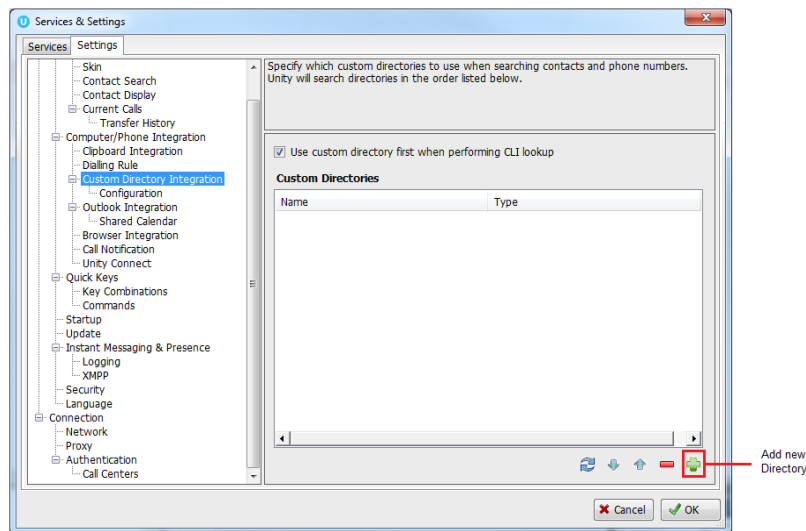 Services & Settings
Services
Settings
Skin
Contact Search
Contact Display
Current Calls
Transfer History
Computer/Phone Integration
Clipboard Integration
Dialling Rule
Custom Directory Integration
Configuration
Outlook Integration
Shared Calendar
Browser Integration
Call Notification
Unity Connect
Quick Keys
Key Combinations
Commands
Startup
Update
Instant Messaging & Presence
Logging
XMPP
Security
Language
Connection
Network
Proxy
Authentication
Call Centers
Specify which custom directories to use when searching contacts and phone numbers.
Unity will search directories in the order listed below.
Use custom directory first when performing CLI lookup
Custom Directories
Name
Type
Add new
Directory
Cancel
OK